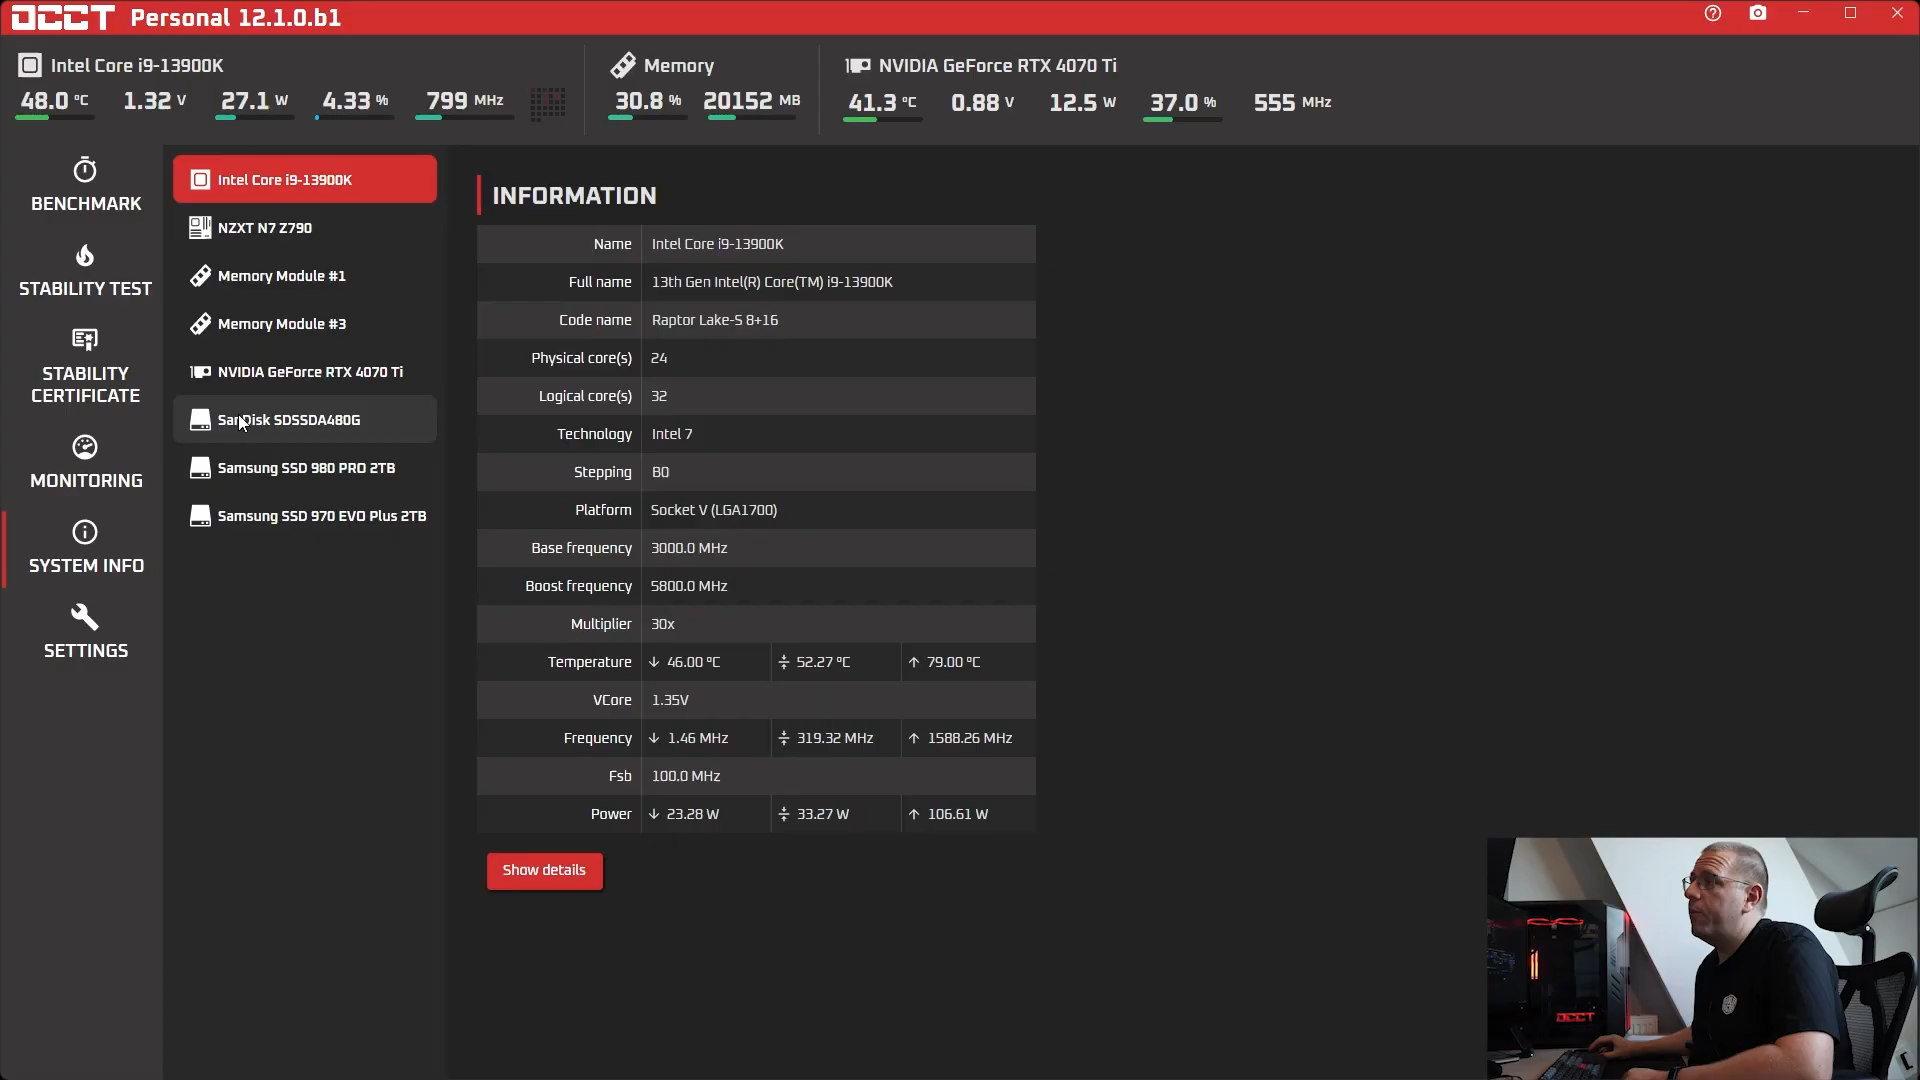 OCCT Personal 12.1.0.b1
Intel Core i9-13900K
48.0 ºC 1.32 V 27.1 W 4.33 % 799 MHz
Memory
30.8 % 20152 MB
NVIDIA GeForce RTX 4070 Ti
41.3 ºC 0.88 V 12.5 W 37.0 % 555 MHz
BENCHMARK
STABILITY TEST
STABILITY
CERTIFICATE
MONITORING
SYSTEM INFO
SETTINGS
Intel Core i9-13900K
NZXT N7 Z790
Memory Module #1
Memory Module #3
NVIDIA GeForce RTX 4070 Ti
SanDisk SDSSDA480G
Samsung SSD 980 PRO 2TB
Samsung SSD 970 EVO Plus 2TB
INFORMATION
Name Intel Core i9-13900K
Full name 13th Gen Intel(R) Core(TM) i9-13900K
Code name Raptor Lake-S 8+16
Physical core(s) 24
Logical core(s) 32
Technology Intel 7
Stepping B0
Platform Socket V (LGA1700)
Base frequency 3000.0 MHz
Boost frequency 5800.0 MHz
Multiplier 30x
Temperature ↓ 46.00 ºC ÷ 52.27 ºC ↑ 79.00 ºC
VCore 1.35V
Frequency ↓ 1.46 MHz ÷ 319.32 MHz ↑ 1588.26 MHz
Fsb 100.0 MHz
Power ↓ 23.28 W ÷ 33.27 W ↑ 106.61 W
Show details
OCCT